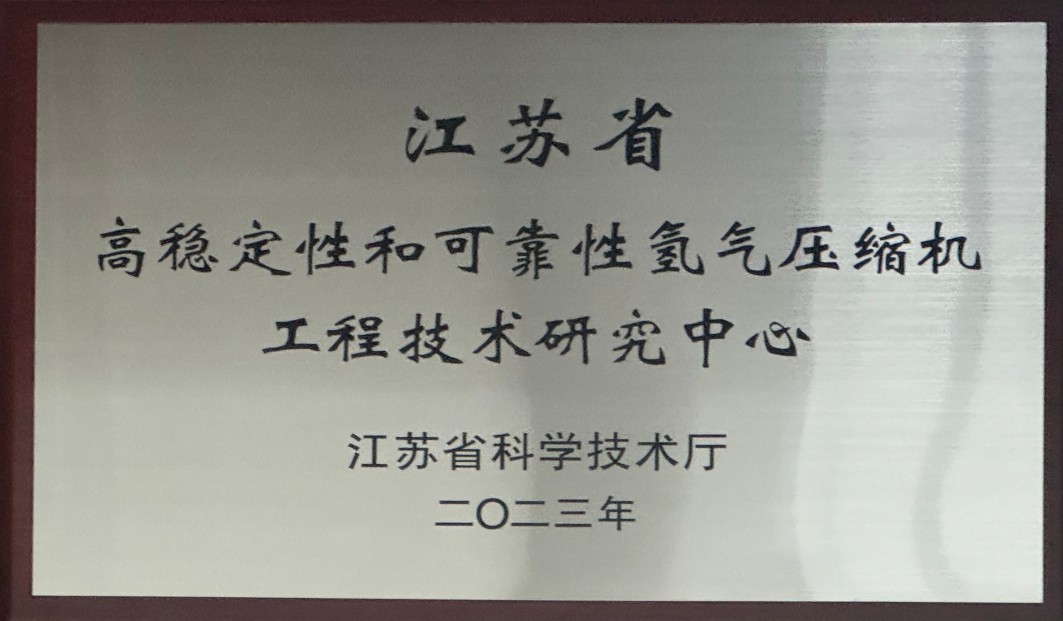 江苏省
高稳定性和可靠性氢气压缩机
工程技术研究中心
江苏省科学技术厅
二〇二三年